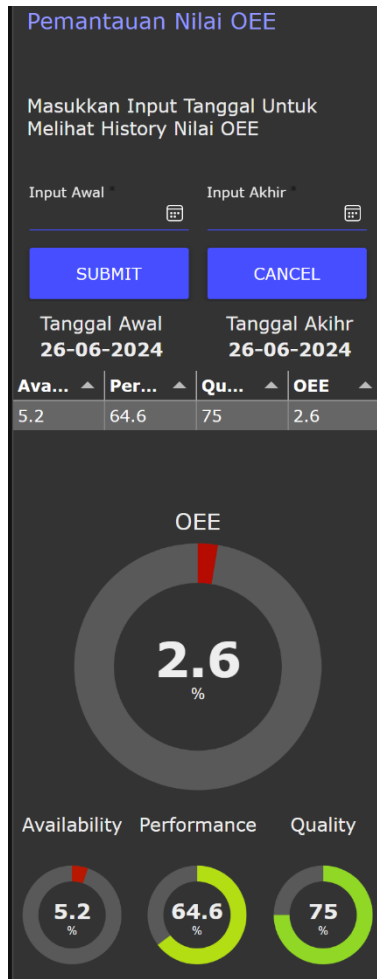 Pemantauan Nilai OEE
Masukkan Input Tanggal Untuk
Melihat History Nilai OEE
Input Awal * Input Akhir *
SUBMIT CANCEL
Tanggal Awal Tanggal Akihr
26-06-2024 26-06-2024
Ava... Per... Qu... OEE
5.2 64.6 75 2.6
OEE
2.6
%
Availability Performance Quality
5.2 64.6 75
% % %